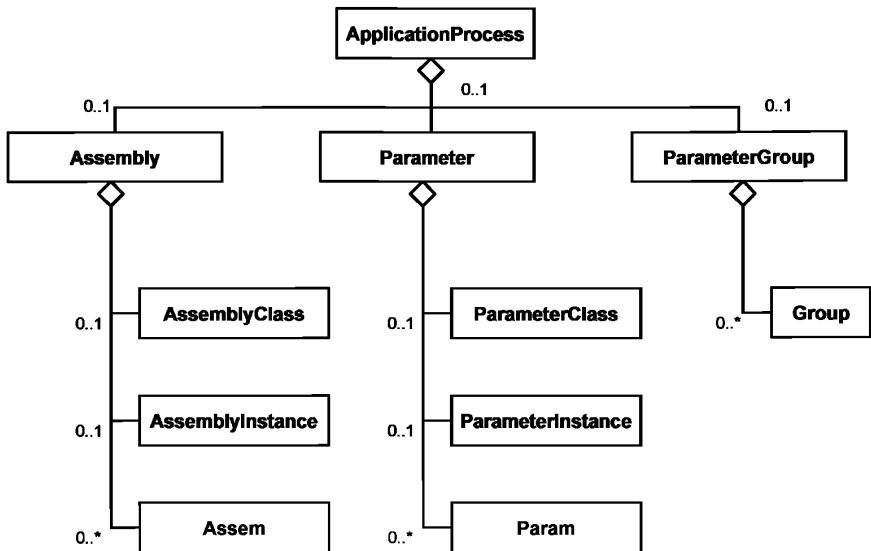 ApplicationProcess
0..1
0..1
0..1
Assembly
Parameter
ParameterGroup
AssemblyClass
ParameterClass
Group
0..1
0..1
0..*
AssemblyInstance
ParameterInstance
0..1
0..1
Assem
Param
0..*
0..*